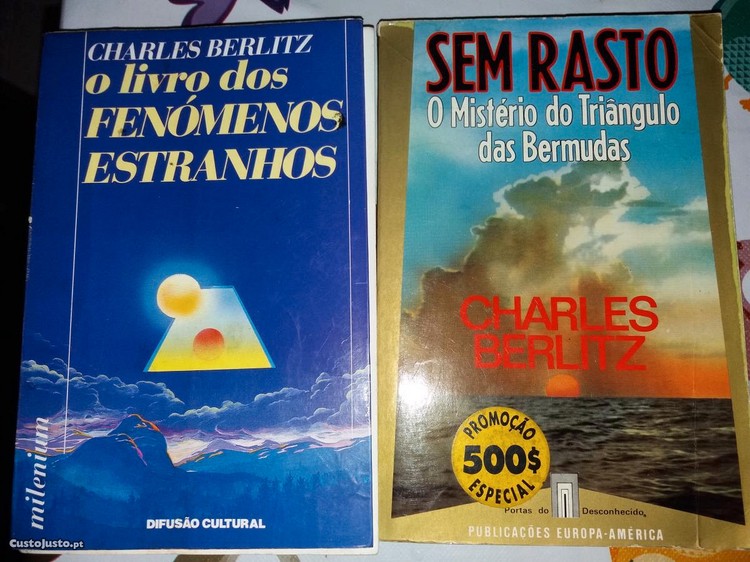 CHARLES BERLITZ
o livro dos
FENÓMENOS
ESTRANHOS
milenium
DIFUSÃO CULTURAL
SEM RASTO
O Mistério do Triângulo
das Bermudas
CHARLES
BERLITZ
PROMOÇÃO
500$
ESPECIAL
Portas do Desconhecido
PUBLICAÇÕES EUROPA-AMÉRICA
CustoJusto.pt